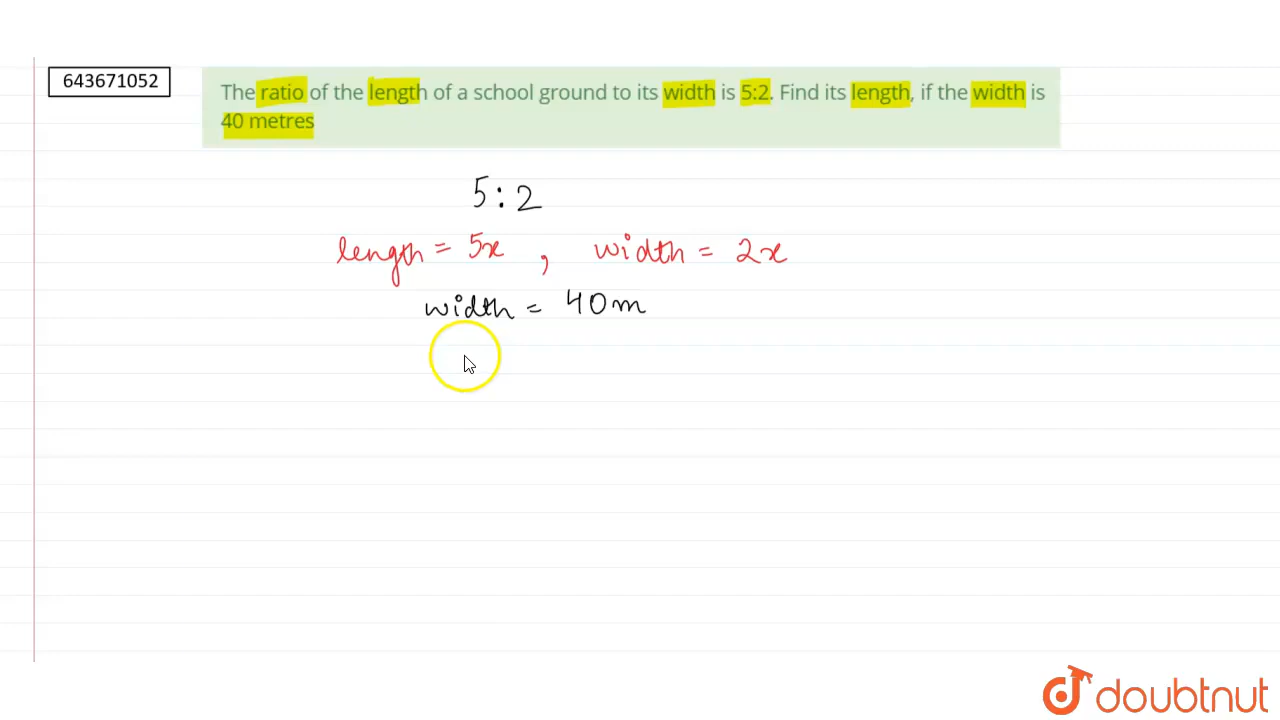 643671052
The ratio of the length of a school ground to its width is 5:2. Find its length, if the width is
40 metres
5:2
length = 5x , width = 2x
width = 40m
doubtnut